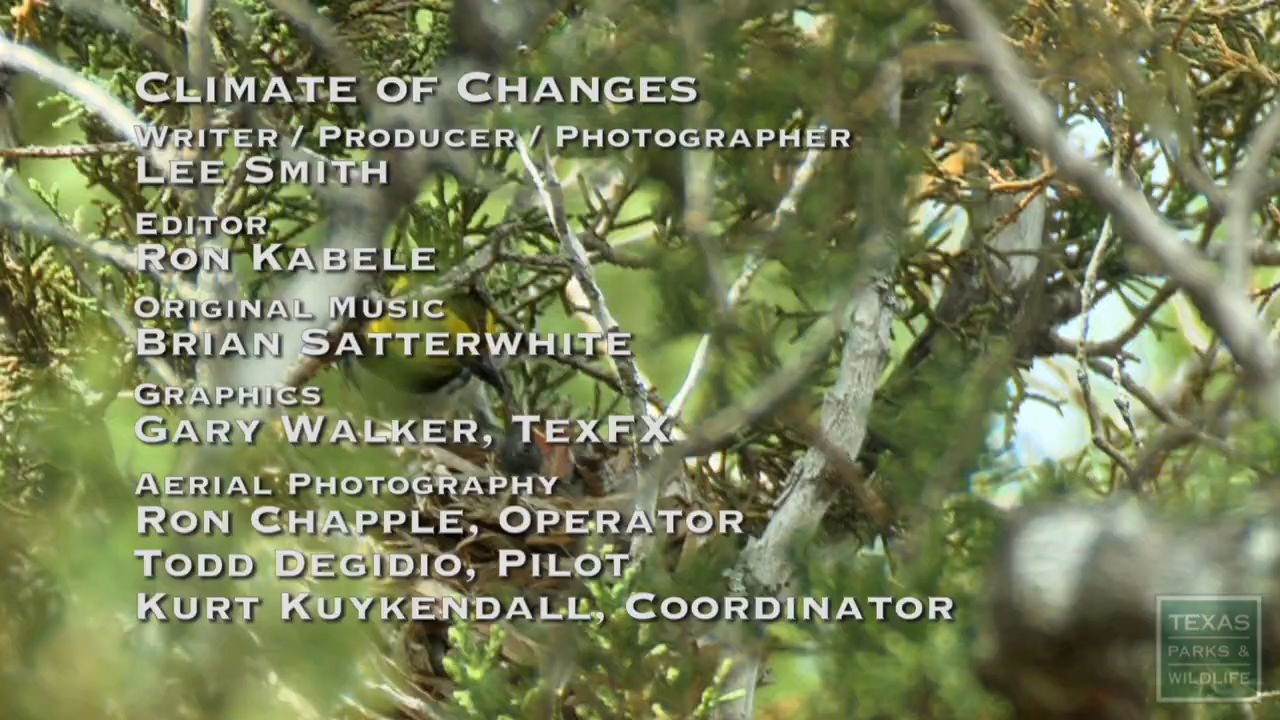 Climate of Changes
Writer / Producer / Photographer
Lee Smith
Editor
Ron Kabele
Original Music
Brian Satterwhite
Graphics
Gary Walker, TexFX
Aerial Photography
Ron Chapple, Operator
Todd Degidio, Pilot
Kurt Kuykendall, Coordinator
TEXAS
PARKS &
WILDLIFE